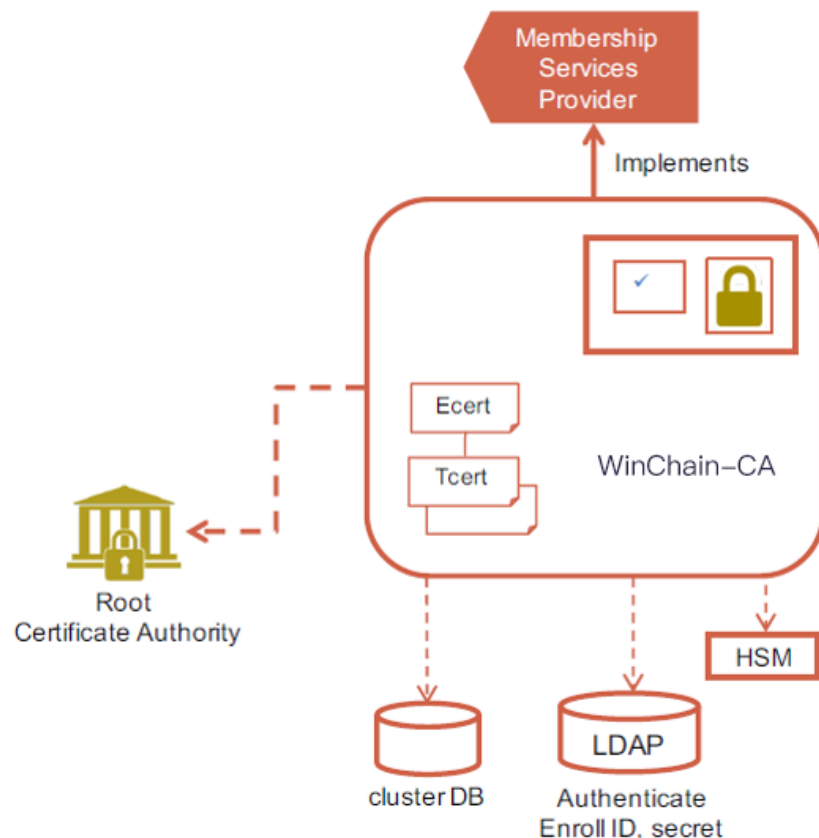 Membership
Services
Provider
Implements
Ecert
Tcert
WinChain-CA
Root
Certificate Authority
HSM
LDAP
cluster DB
Authenticate
Enroll ID, secret